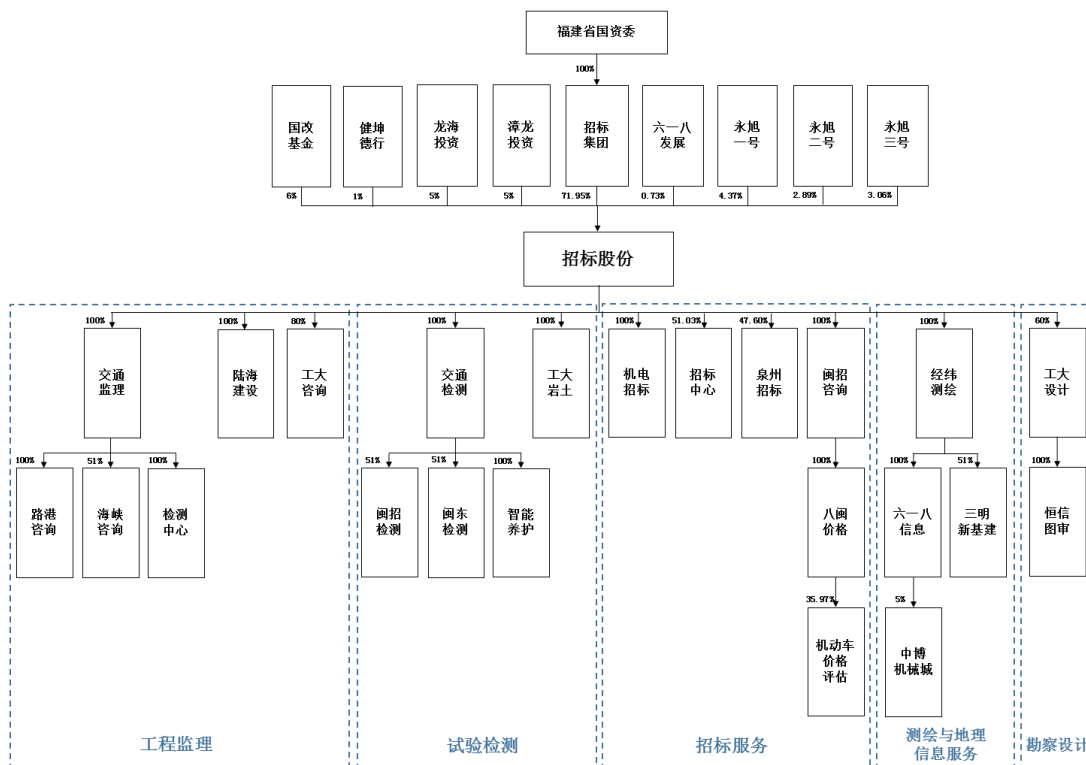 福建省国资委
100%
国改
基金
健坤
德行
龙海
投资
漳龙
投资
招标
集团
六一八
发展
永旭
一号
永旭
二号
永旭
三号
6%
1%
5%
5%
71.95%
0.73%
4.37%
2.89%
3.06%
招标股份
100%
100%
80%
100%
100%
100%
51.03%
47.60%
100%
100%
60%
交通
监理
陆海
建设
工大
咨询
交通
检测
工大
岩土
机电
招标
招标
中心
泉州
招标
闽招
咨询
经纬
测绘
工大
设计
100%
51%
100%
51%
51%
100%
100%
100%
51%
100%
路港
咨询
海峡
咨询
检测
中心
闽招
检测
闽东
检测
智能
养护
八闽
价格
六一八
信息
三明
新基建
恒信
图审
35.97%
5%
机动车
价格
评估
中博
机械城
工程监理
试验检测
招标服务
测绘与地理
信息服务
勘察设计